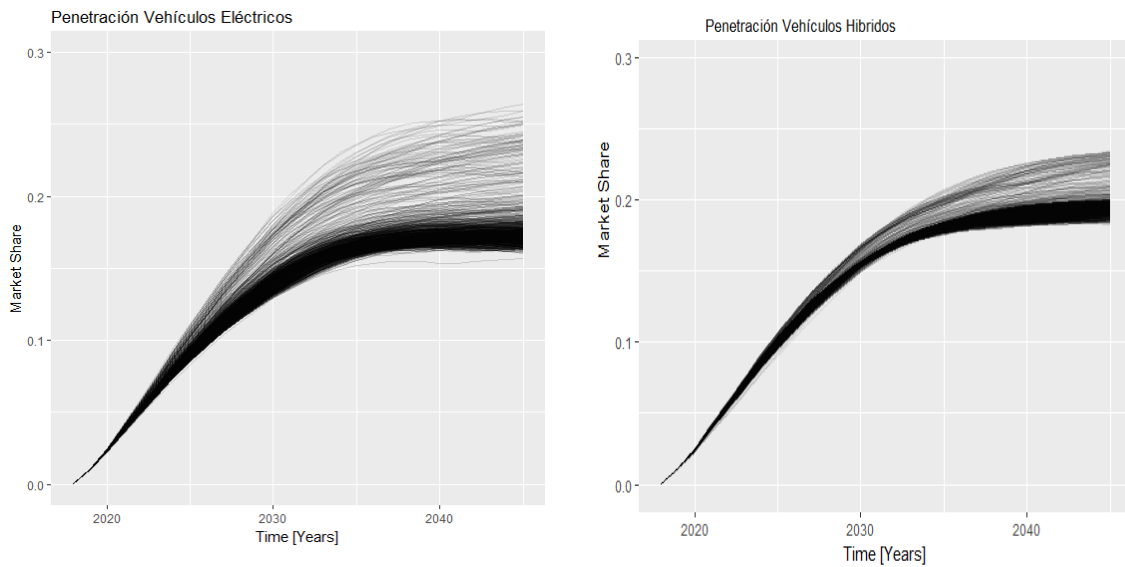 Penetración Vehículos Eléctricos
0.3
0.2
0.1
0.0
Market Share
2020
2030
2040
Time [Years]
Penetración Vehículos Hibridos
0.3
0.2
0.1
0.0
Market Share
2020
2030
2040
Time [Years]